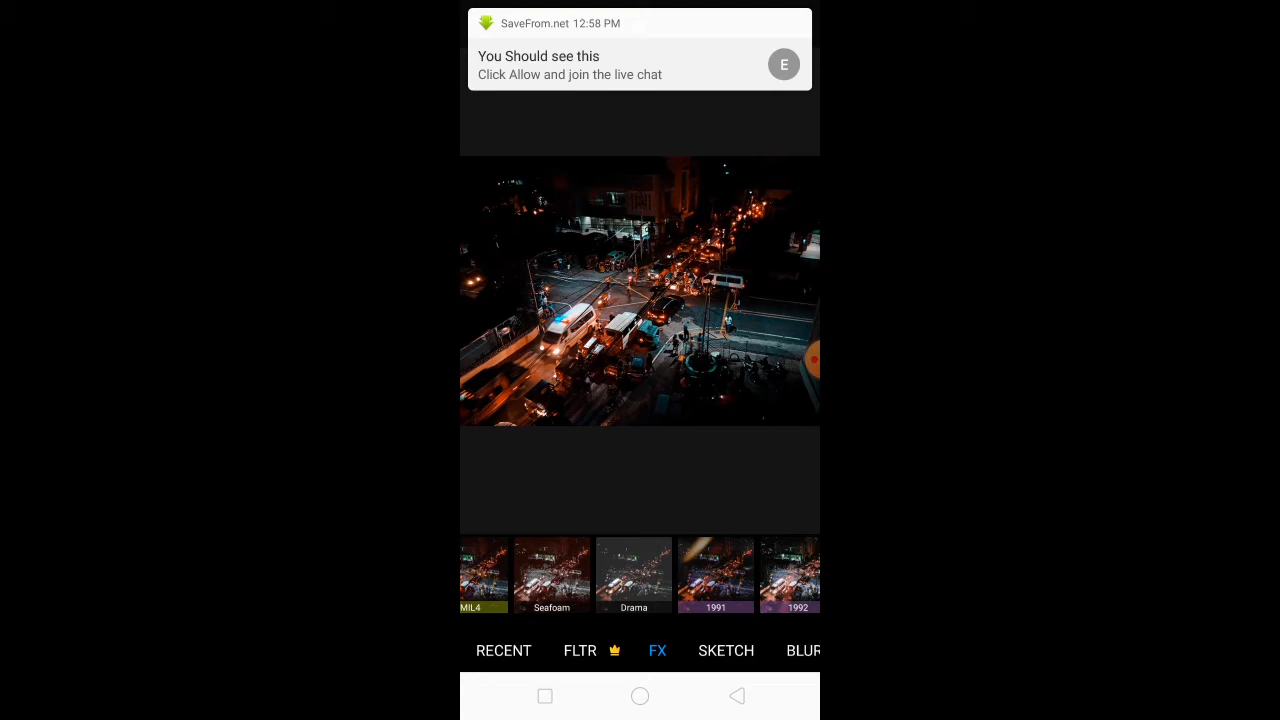 SaveFrom.net 12:58 PM
You Should see this
Click Allow and join the live chat
E
MIL4
Seafoam
Drama
1991
1992
RECENT
FLTR
FX
SKETCH
BLUR